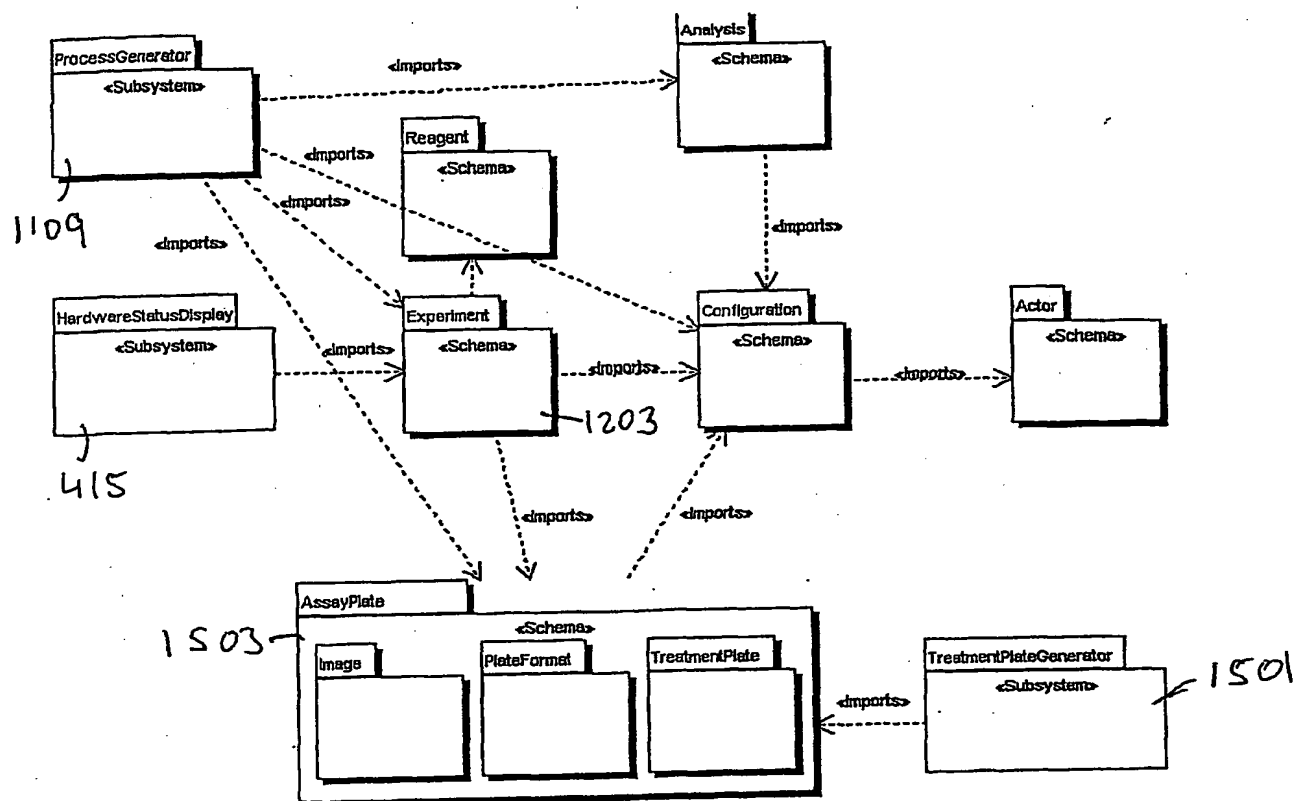 Analysis
«Schema»
ProcessGenerator
«Subsystem»
«Imports»
Reagent
«Schema»
«Imports»
«Imports»
«Imports»
1109
«Imports»
HardwareStatusDisplay
«Subsystem»
Experiment
«Schema»
Configuration
«Schema»
Actor
«Schema»
«Imports»
«Imports»
«Imports»
1203
415
«Imports»
«Imports»
AssayPlate
«Schema»
1503
Image
PlateFormat
TreatmentPlate
TreatmentPlateGenerator
«Subsystem»
1501
«Imports»